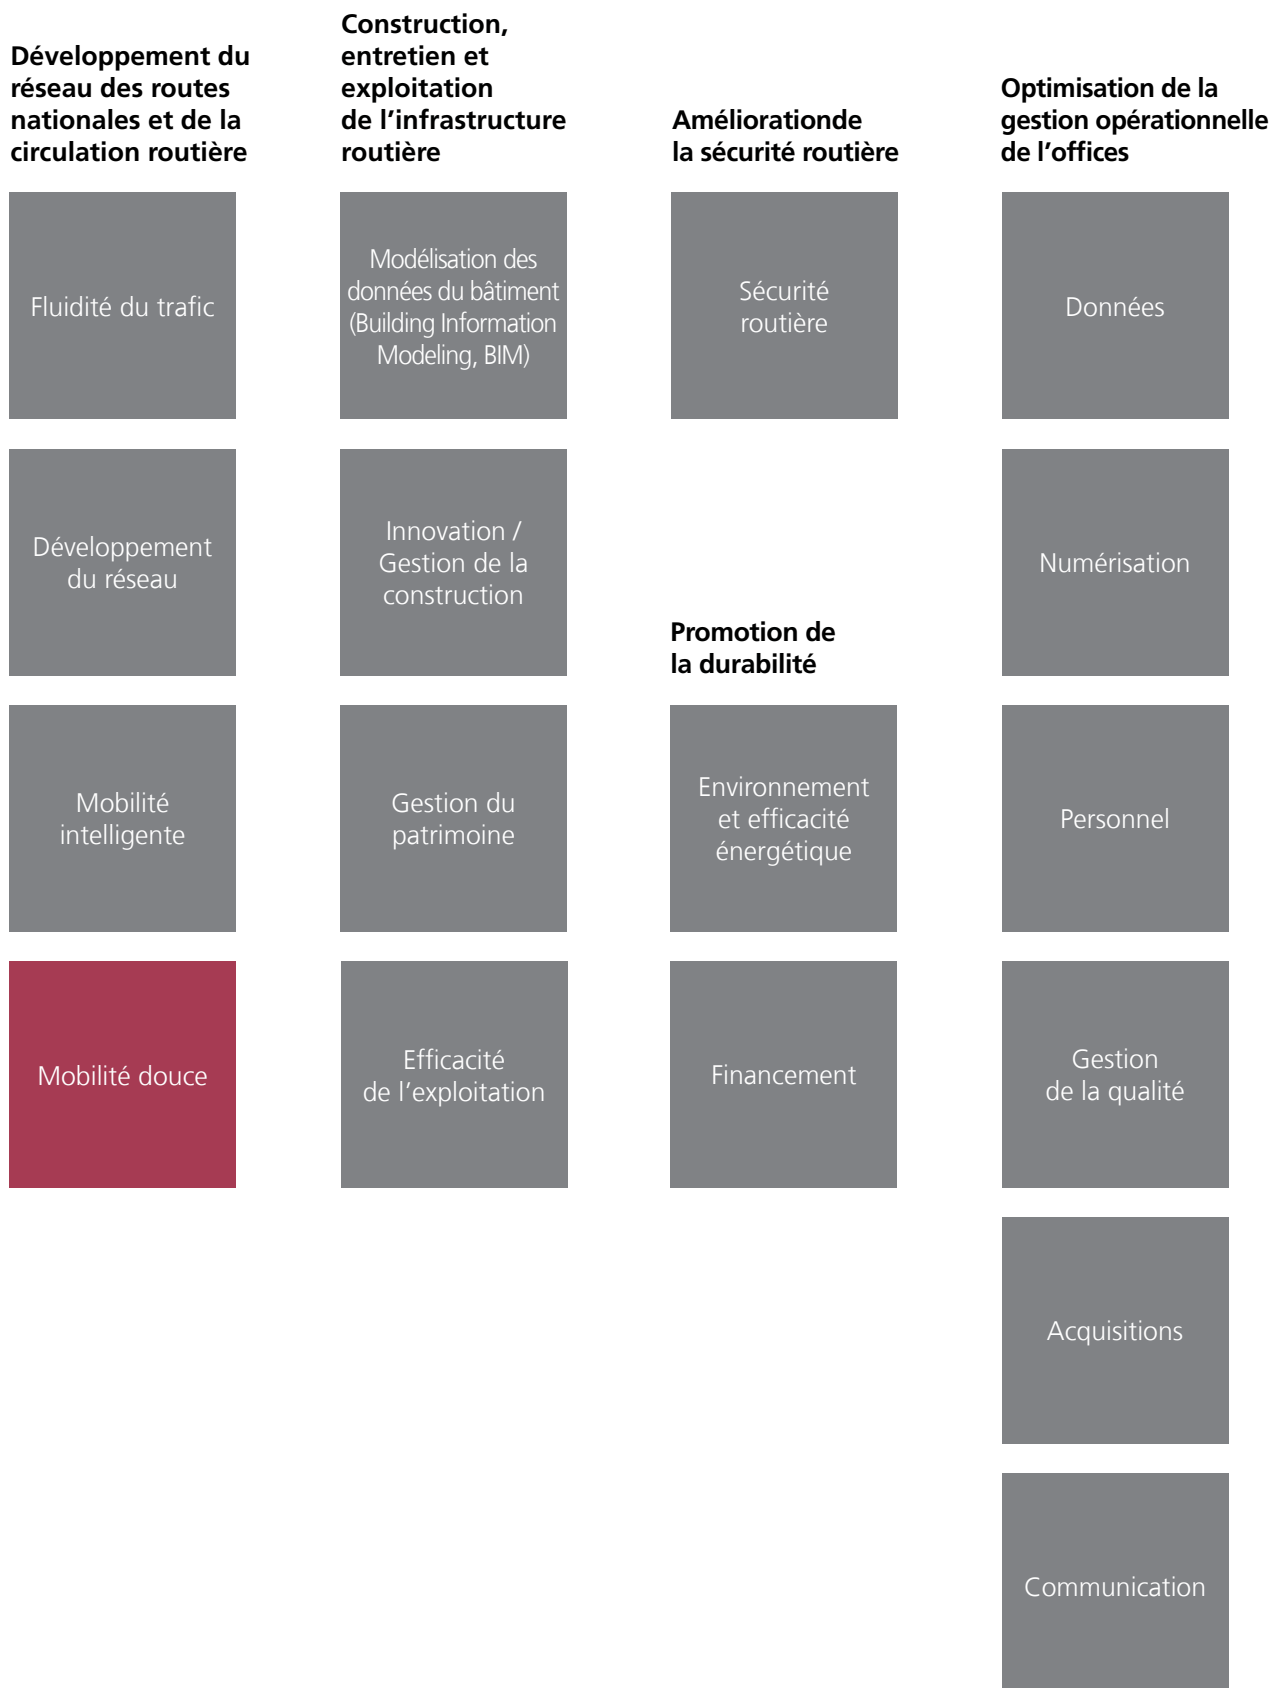 Développement du
réseau des routes
nationales et de la
circulation routière
Fluidité du trafic
Développement
du réseau
Mobilité
intelligente
Mobilité douce
Construction,
entretien et
exploitation
de l’infrastructure
routière
Modélisation des
données du bâtiment
(Building Information
Modeling, BIM)
Innovation /
Gestion de la
construction
Gestion du
patrimoine
Efficacité
de l’exploitation
Améliorationde
la sécurité routière
Sécurité
routière
Promotion de
la durabilité
Environnement
et efficacité
énergétique
Financement
Optimisation de la
gestion opérationnelle
de l’offices
Données
Numérisation
Personnel
Gestion
de la qualité
Acquisitions
Communication